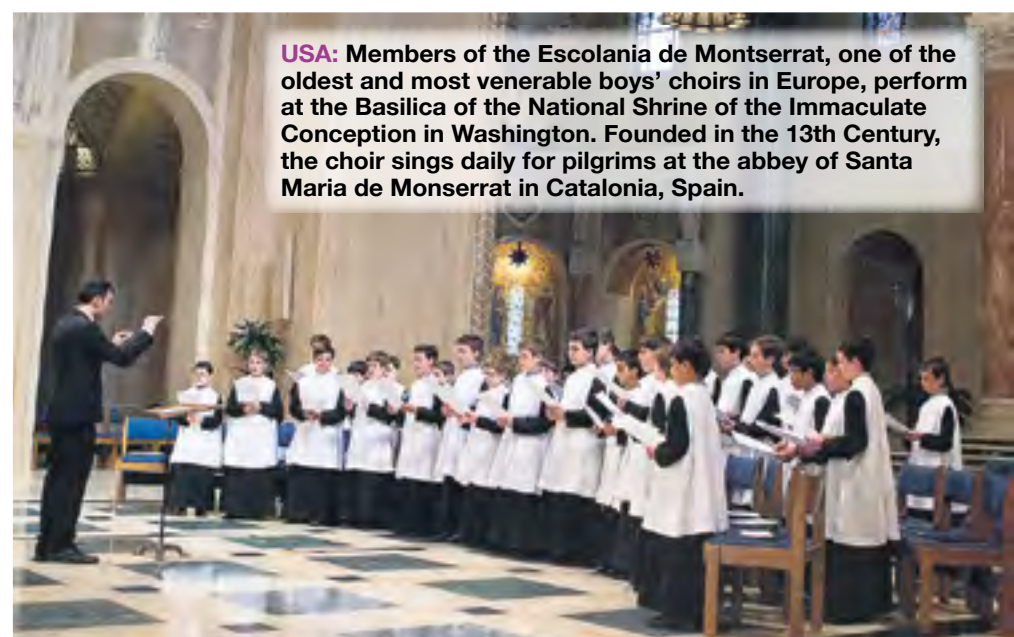 USA: Members of the Escolania de Montserrat, one of the
oldest and most venerable boys’ choirs in Europe, perform
at the Basilica of the National Shrine of the Immaculate
Conception in Washington. Founded in the 13th Century,
the choir sings daily for pilgrims at the abbey of Santa
Maria de Monserrat in Catalonia, Spain.